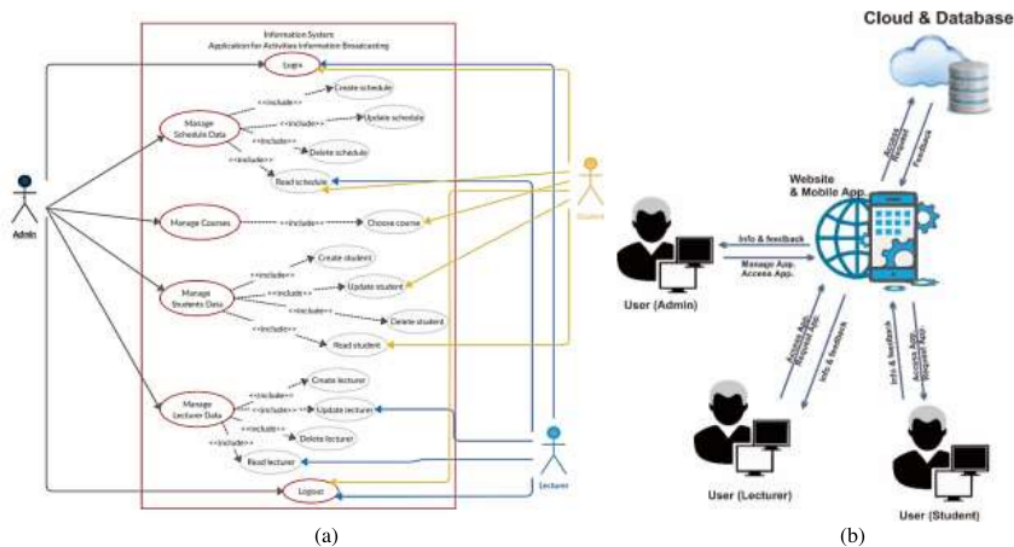 Information System
Application for Activities Information Broadcasting
Login
Create schedule
<<include>>
<<include>>
Update schedule
Manage
Schedule Data
<<include>>
Delete schedule
<<include>>
Read schedule
Admin
Student
Manage Courses
<<include>>
Choose course
Create student
<<include>>
Manage
Students Data
<<include>>
Update student
<<include>>
Delete student
<<include>>
Read student
Create lecturer
<<include>>
Manage
Lecturer Data
<<include>>
Update lecturer
<<include>>
Delete lecturer
<<include>>
Read lecturer
Lecturer
Logout
(a)
Cloud & Database
Access
Request
Feedback
Website
& Mobile App.
Info & feedback
Manage App.
Access App.
User (Admin)
Access App.
Request App.
Info & feedback
Info & feedback
Access App.
Request App.
User (Lecturer)
User (Student)
(b)